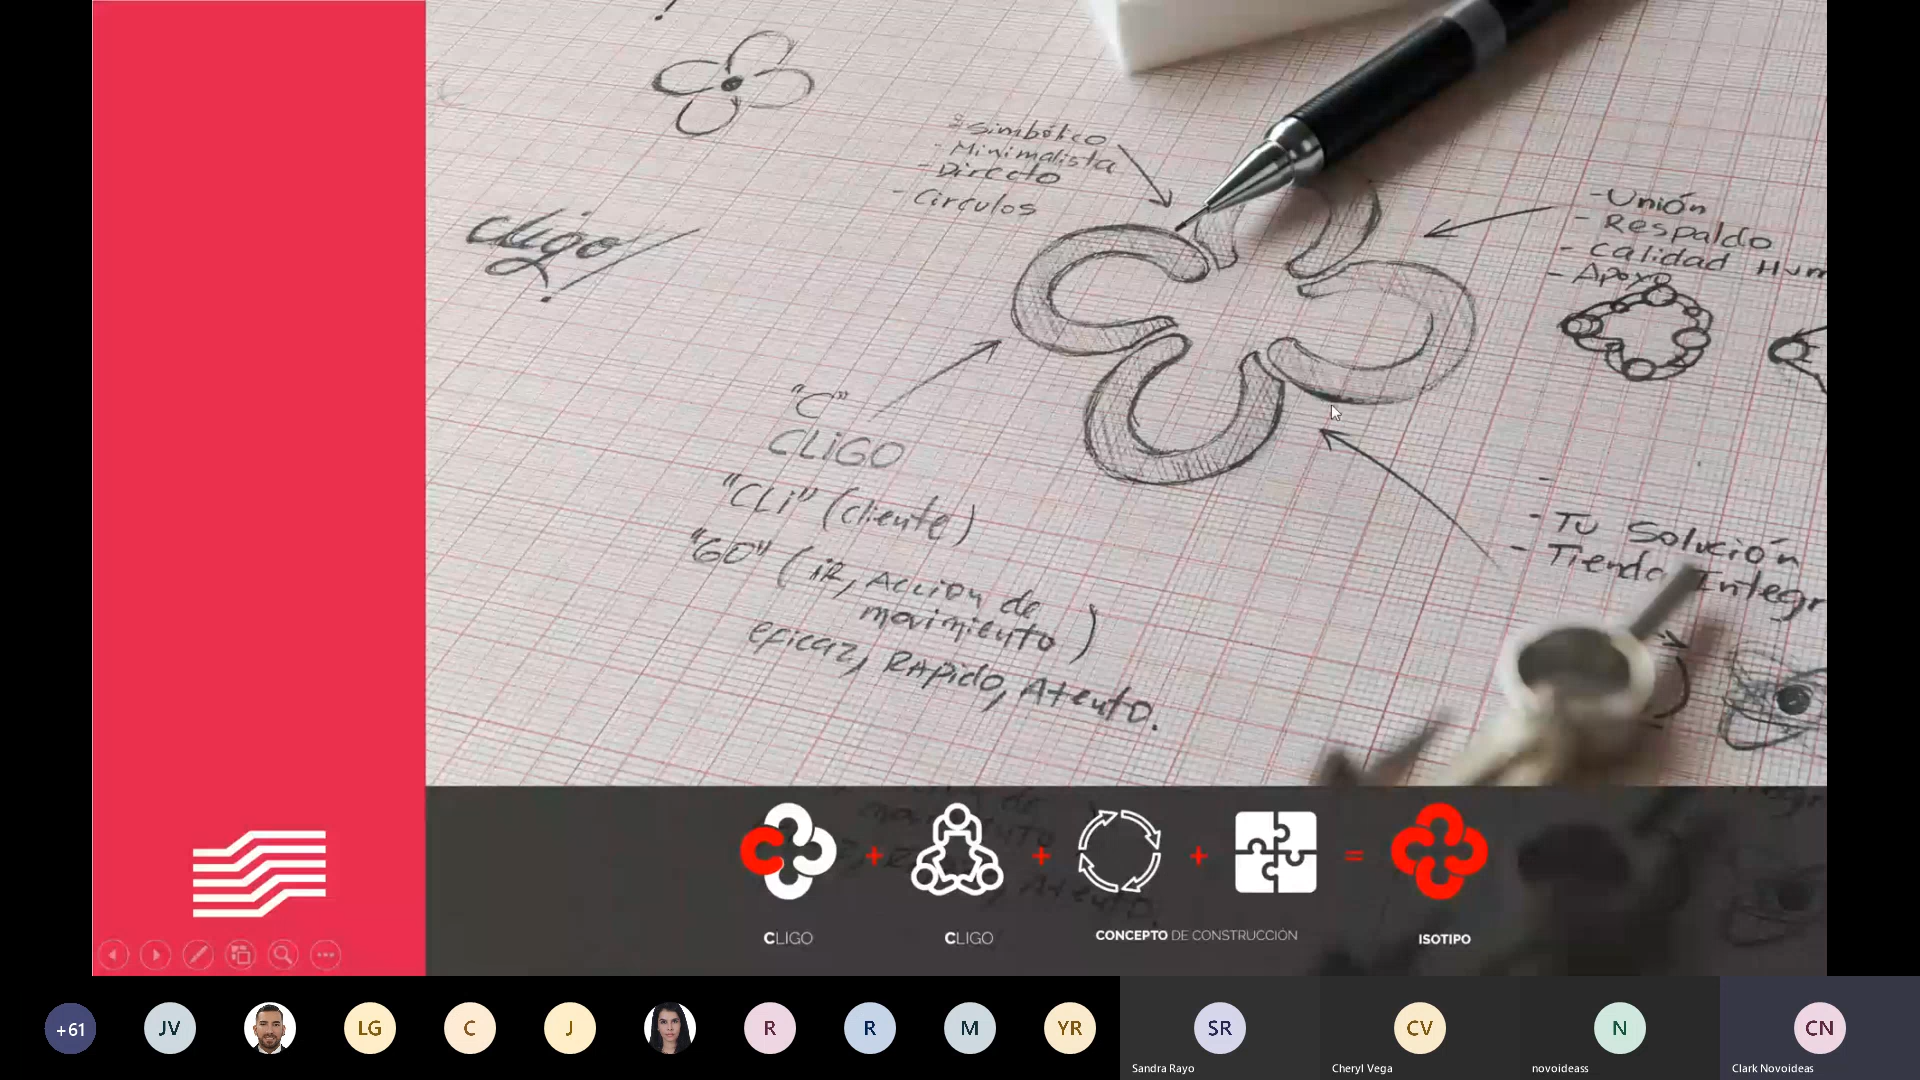 Simbólico
- Minimalista
- Directo
- Circulos
- Unión
- Respaldo
- Calidad Hum
- Apoyo
cligo!
"C"
CLIGO
"CLI" (cliente)
"GO" (iR, Acción de
movimiento)
eficaz, RApido, Atento.
- Tu Solución
- Tienda Integr
+ + + =
CLIGO
CLIGO
CONCEPTO DE CONSTRUCCIÓN
ISOTIPO
+61
JV
LG
C
J
R
R
M
YR
SR
CV
N
CN
Sandra Rayo
Cheryl Vega
novoideass
Clark Novoideas